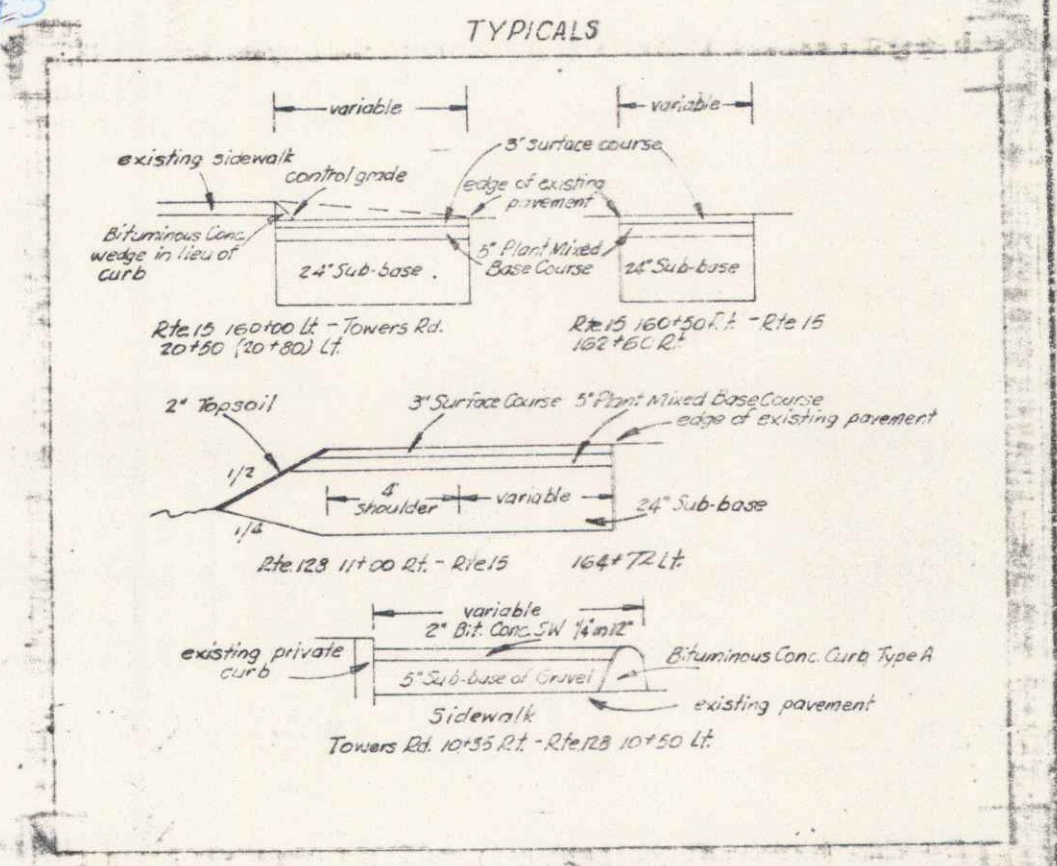 TYPICALS
variable
variable
existing sidewalk
control grade
3" surface course
edge of existing
pavement
Bituminous Conc.
wedge in lieu of
curb
24" Sub-base
5" Plant Mixed
Base Course
24" Sub-base
Rte 15 160+00 Lt - Towers Rd.
20+50 (20+80) Lt.
Rte 15 160+50 Rt. - Rte 15
162+60 Rt
2" Topsoil
3" Surface Course
5" Plant Mixed Base Course
edge of existing pavement
1/2
4'
shoulder
variable
24" Sub-base
1/4
Rte 128 11+00 Rt. - Rte 15
164+72 Lt.
variable
2" Bit. Conc. SW 1/4" in 12"
existing private
curb
5" Sub-base of Gravel
Bituminous Conc. Curb, Type A
existing pavement
Sidewalk
Towers Rd. 10+35 Rt. - Rte 128 10+50 Lt.